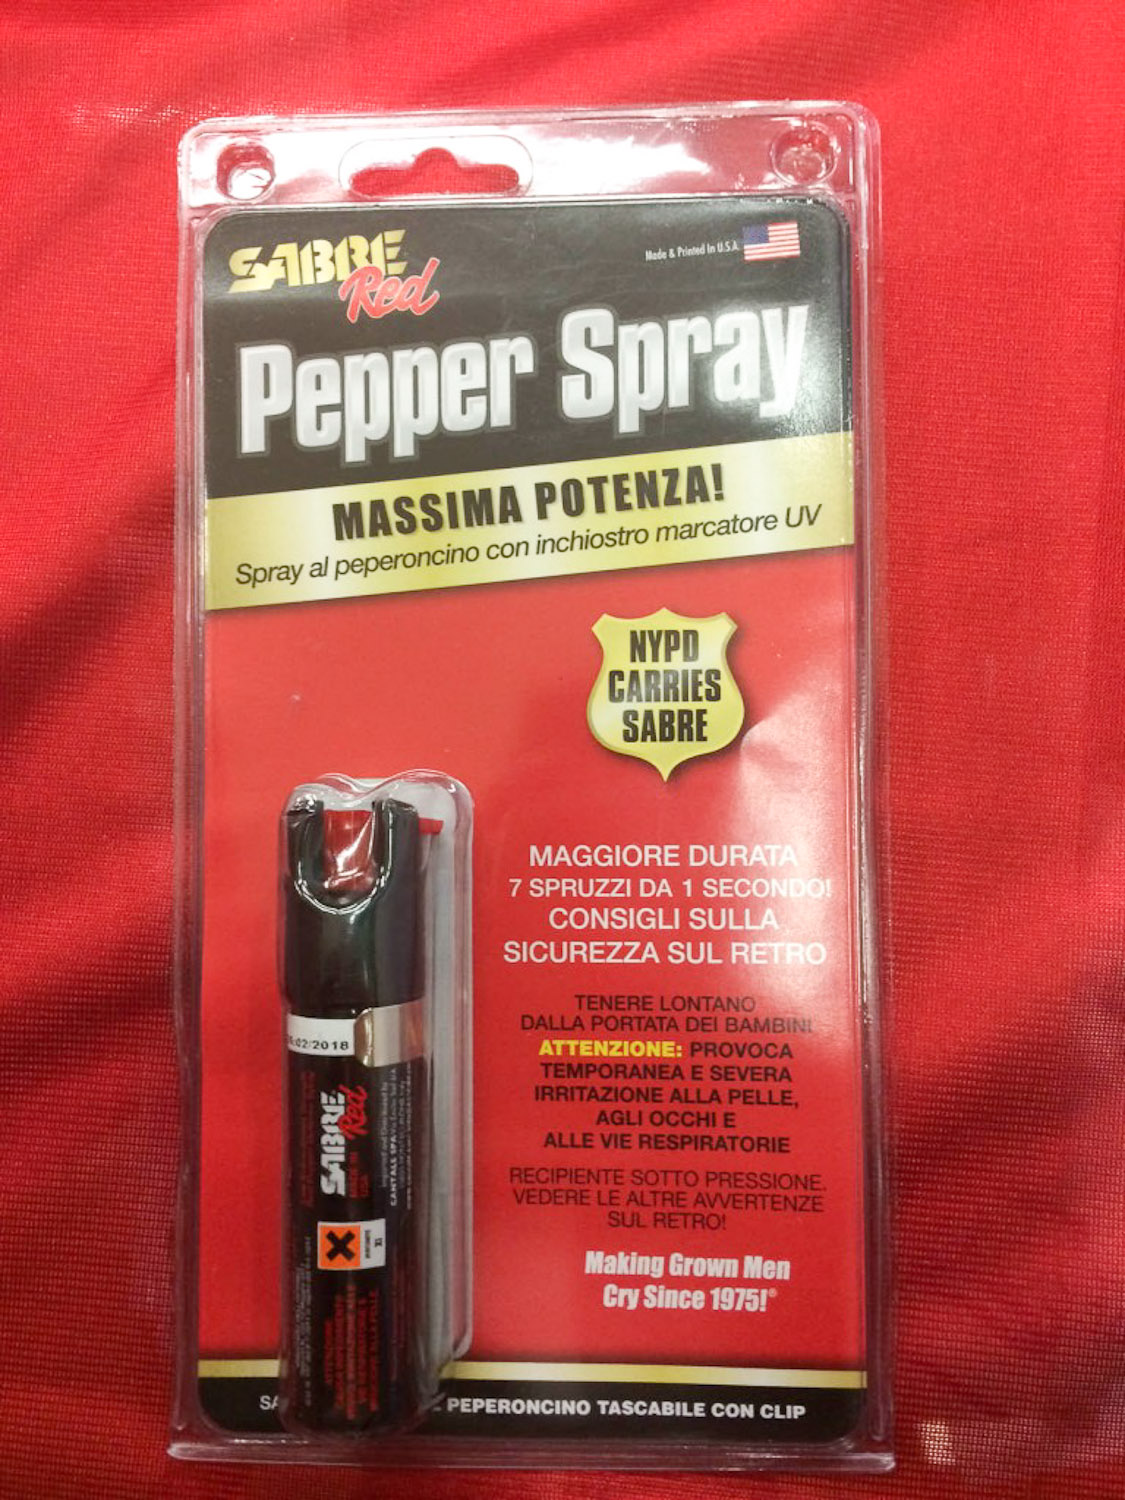 SABRE
Red
Made & Printed In U.S.A.
Pepper Spray
MASSIMA POTENZA!
Spray al peperoncino con inchiostro marcatore UV
NYPD
CARRIES
SABRE
MAGGIORE DURATA
7 SPRUZZI DA 1 SECONDO!
CONSIGLI SULLA
SICUREZZA SUL RETRO
TENERE LONTANO
DALLA PORTATA DEI BAMBINI
ATTENZIONE: PROVOCA
TEMPORANEA E SEVERA
IRRITAZIONE ALLA PELLE,
AGLI OCCHI E
ALLE VIE RESPIRATORIE
RECIPIENTE SOTTO PRESSIONE.
VEDERE LE ALTRE AVVERTENZE
SUL RETRO!
Making Grown Men
Cry Since 1975!®
02/2018
SABRE
Red
MADE IN
USA
PEPERONCINO TASCABILE CON CLIP